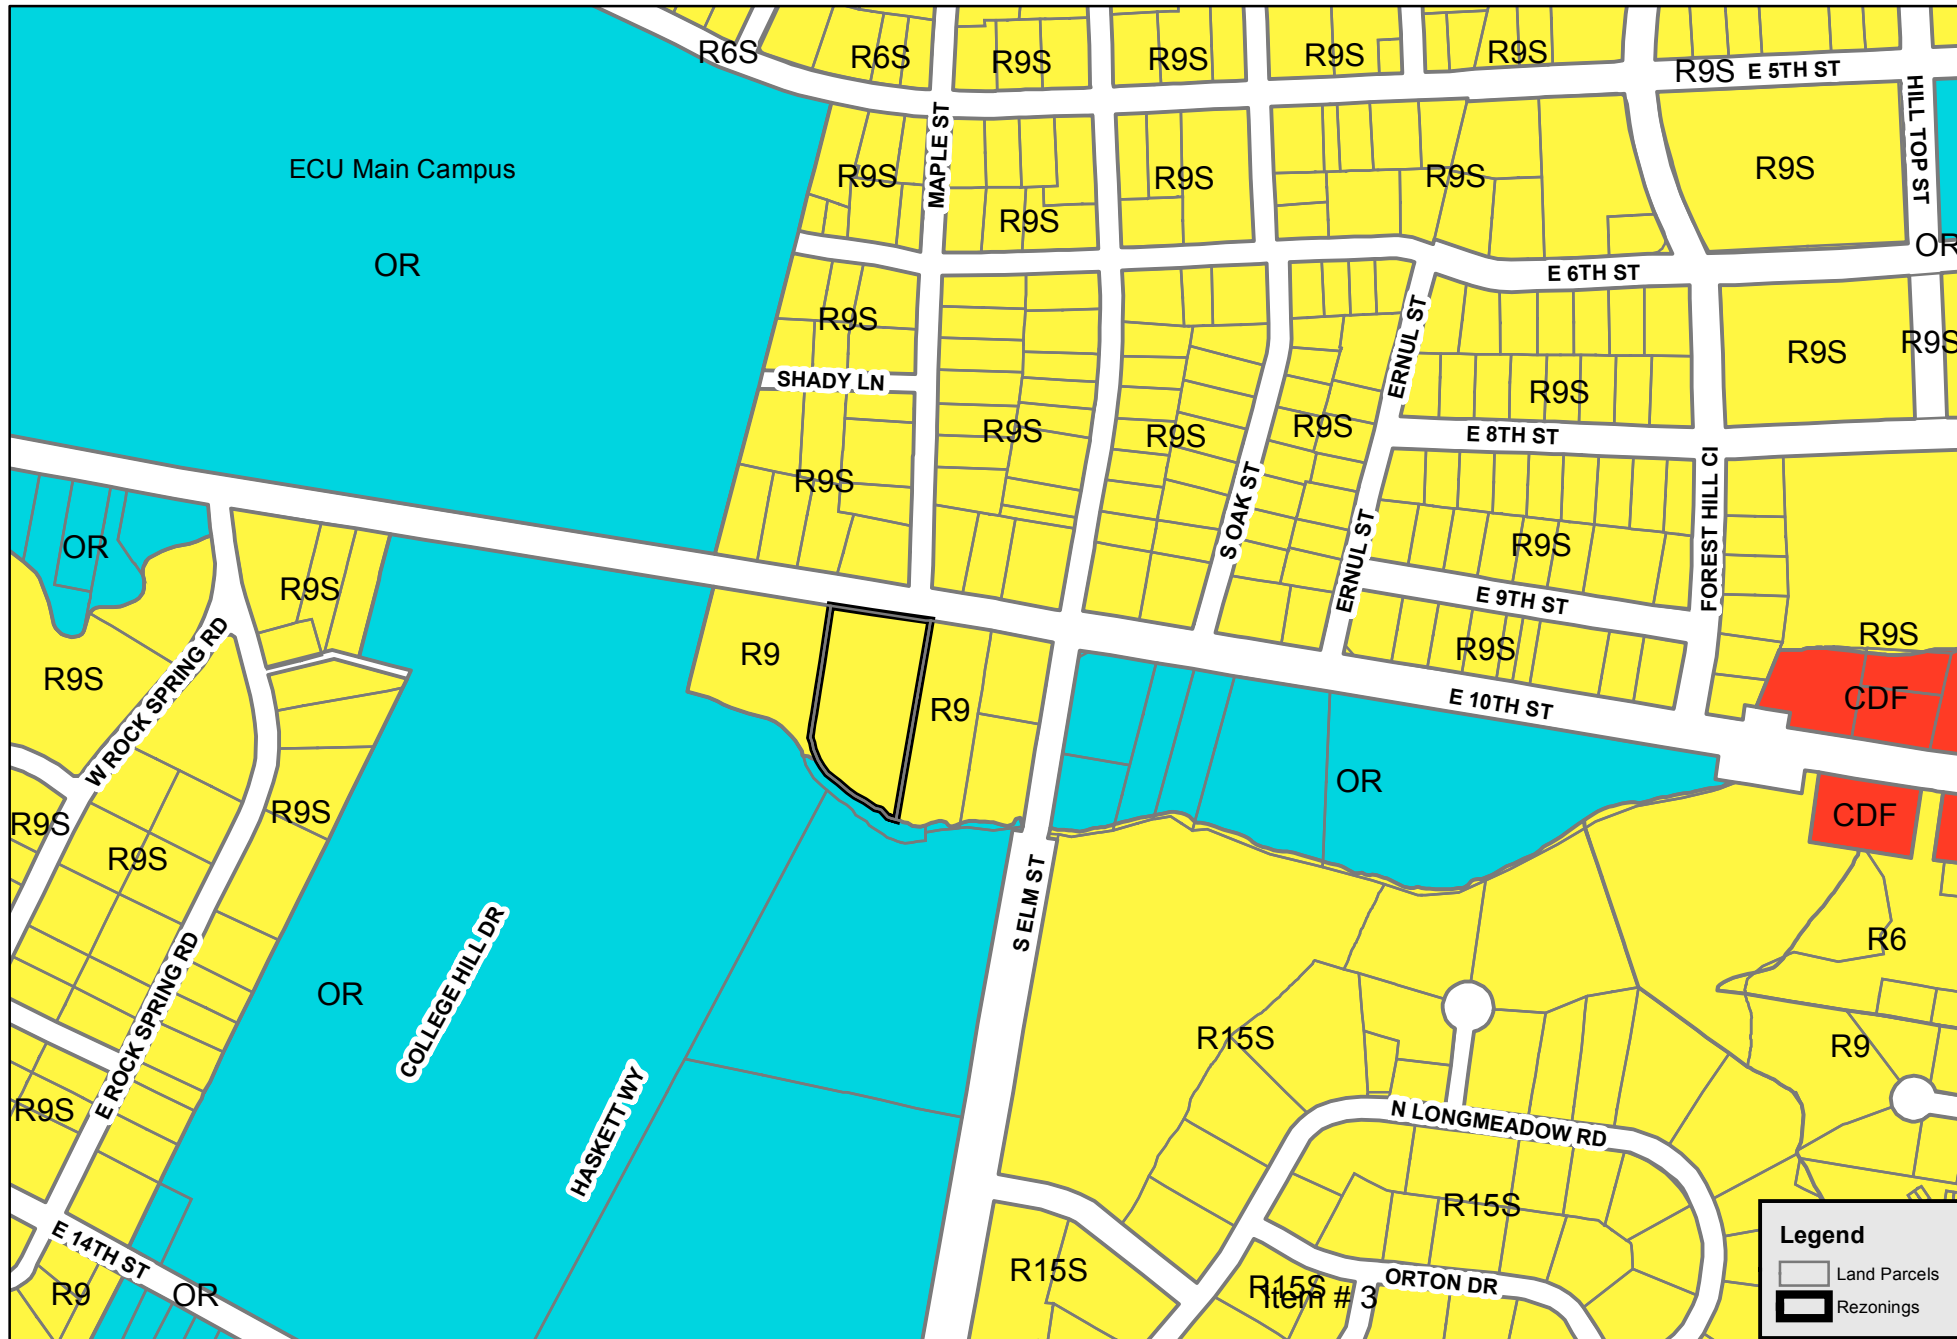 R6S
R6S
R9S
R9S
R9S
R9S
R9S
E 5TH ST
HILL TOP ST
MAPLE ST
ECU Main Campus
OR
R9S
R9S
R9S
R9S
R9S
OR
E 6TH ST
R9S
SHADY LN
R9S
R9S
R9S
R9S
R9S
ERNUL ST
R9S
R9S
R9S
E 8TH ST
S OAK ST
ERNUL ST
R9S
FOREST HILL CI
E 9TH ST
R9S
R9S
OR
R9S
R9S
W ROCK SPRING RD
R9
R9
E 10TH ST
CDF
OR
CDF
R9S
R9S
R9S
S ELM ST
R6
OR
COLLEGE HILL DR
E ROCK SPRING RD
R15S
R9
R9S
HASKETT WY
N LONGMEADOW RD
R15S
E 14TH ST
R9
OR
R15S
R15S
ORTON DR
Item # 3
Legend
Land Parcels
Rezonings